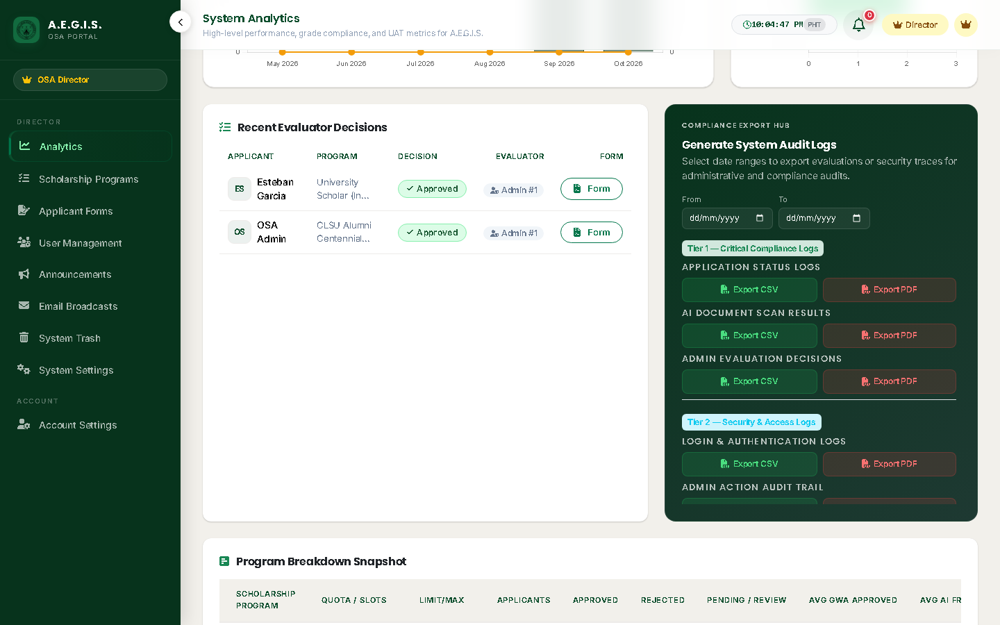 A.E.G.I.S.
OSA PORTAL
OSA Director
DIRECTOR
Analytics
Scholarship Programs
Applicant Forms
User Management
Announcements
Email Broadcasts
System Trash
System Settings
ACCOUNT
Account Settings
System Analytics
High-level performance, grade compliance, and UAT metrics for A.E.G.I.S.
10:04:47 PM PHT
0
Director
0 0
May 2026 Jun 2026 Jul 2026 Aug 2026 Sep 2026 Oct 2026
0 1 2 3
Recent Evaluator Decisions
APPLICANT PROGRAM DECISION EVALUATOR FORM
ES Esteban Garcia University Scholar (In... Approved Admin #1 Form
OS OSA Admin CLSU Alumni Centennial... Approved Admin #1 Form
COMPLIANCE EXPORT HUB
Generate System Audit Logs
Select date ranges to export evaluations or security traces for
administrative and compliance audits.
From To
dd/mm/yyyy dd/mm/yyyy
Tier 1 — Critical Compliance Logs
APPLICATION STATUS LOGS
Export CSV Export PDF
AI DOCUMENT SCAN RESULTS
Export CSV Export PDF
ADMIN EVALUATION DECISIONS
Export CSV Export PDF
Tier 2 — Security & Access Logs
LOGIN & AUTHENTICATION LOGS
Export CSV Export PDF
ADMIN ACTION AUDIT TRAIL
Program Breakdown Snapshot
SCHOLARSHIP PROGRAM QUOTA / SLOTS LIMIT/MAX APPLICANTS APPROVED REJECTED PENDING / REVIEW AVG GWA APPROVED AVG AI FR